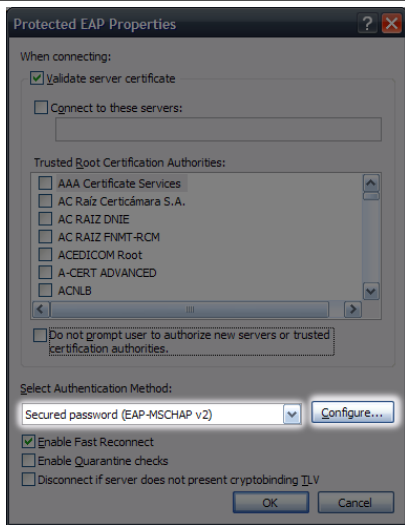 Protected EAP Properties
When connecting:
Validate server certificate
Connect to these servers:
Trusted Root Certification Authorities:
AAA Certificate Services
AC Raíz Certicámara S.A.
AC RAIZ DNIE
AC RAIZ FNMT-RCM
ACEDICOM Root
A-CERT ADVANCED
ACNLB
Do not prompt user to authorize new servers or trusted
certification authorities.
Select Authentication Method:
Secured password (EAP-MSCHAP v2)
Configure...
Enable Fast Reconnect
Enable Quarantine checks
Disconnect if server does not present cryptobinding TLV
OK Cancel